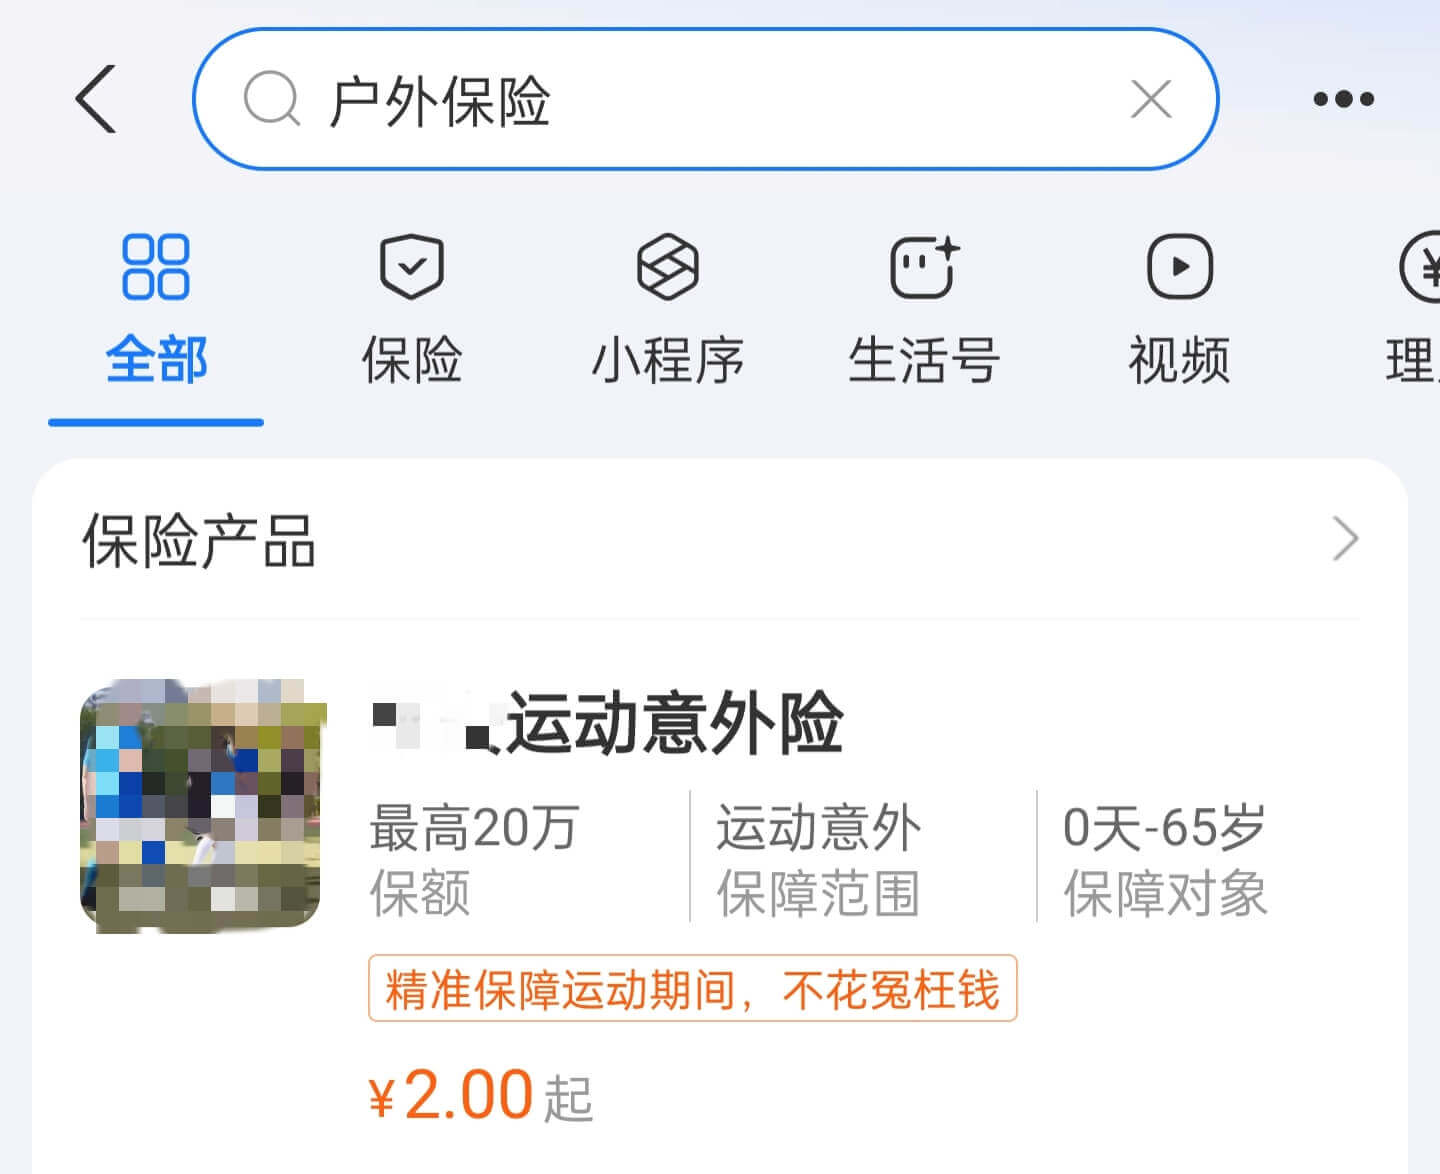 户外保险
全部 保险 小程序 生活号 视频 理
保险产品
运动意外险
最高20万 运动意外 0天-65岁
保额 保障范围 保障对象
精准保障运动期间，不花冤枉钱
¥2.00起